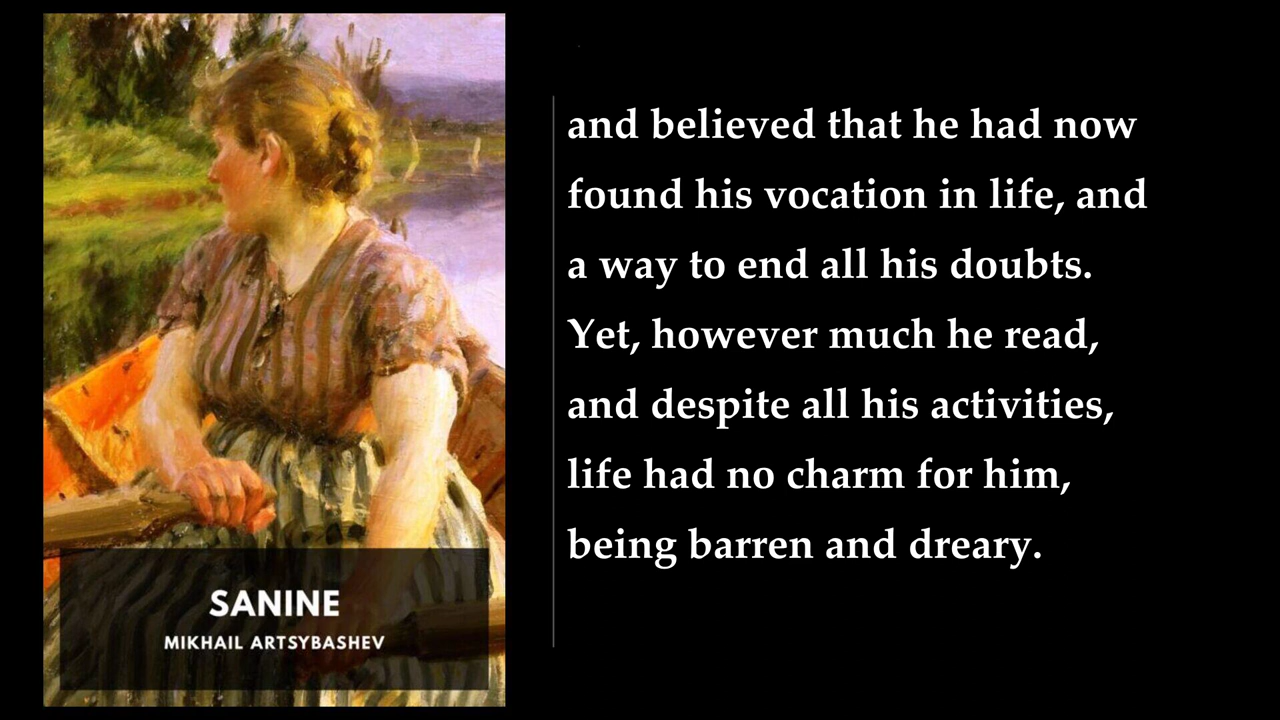 SANINE
MIKHAIL ARTSYBASHEV
and believed that he had now
found his vocation in life, and
a way to end all his doubts.
Yet, however much he read,
and despite all his activities,
life had no charm for him,
being barren and dreary.